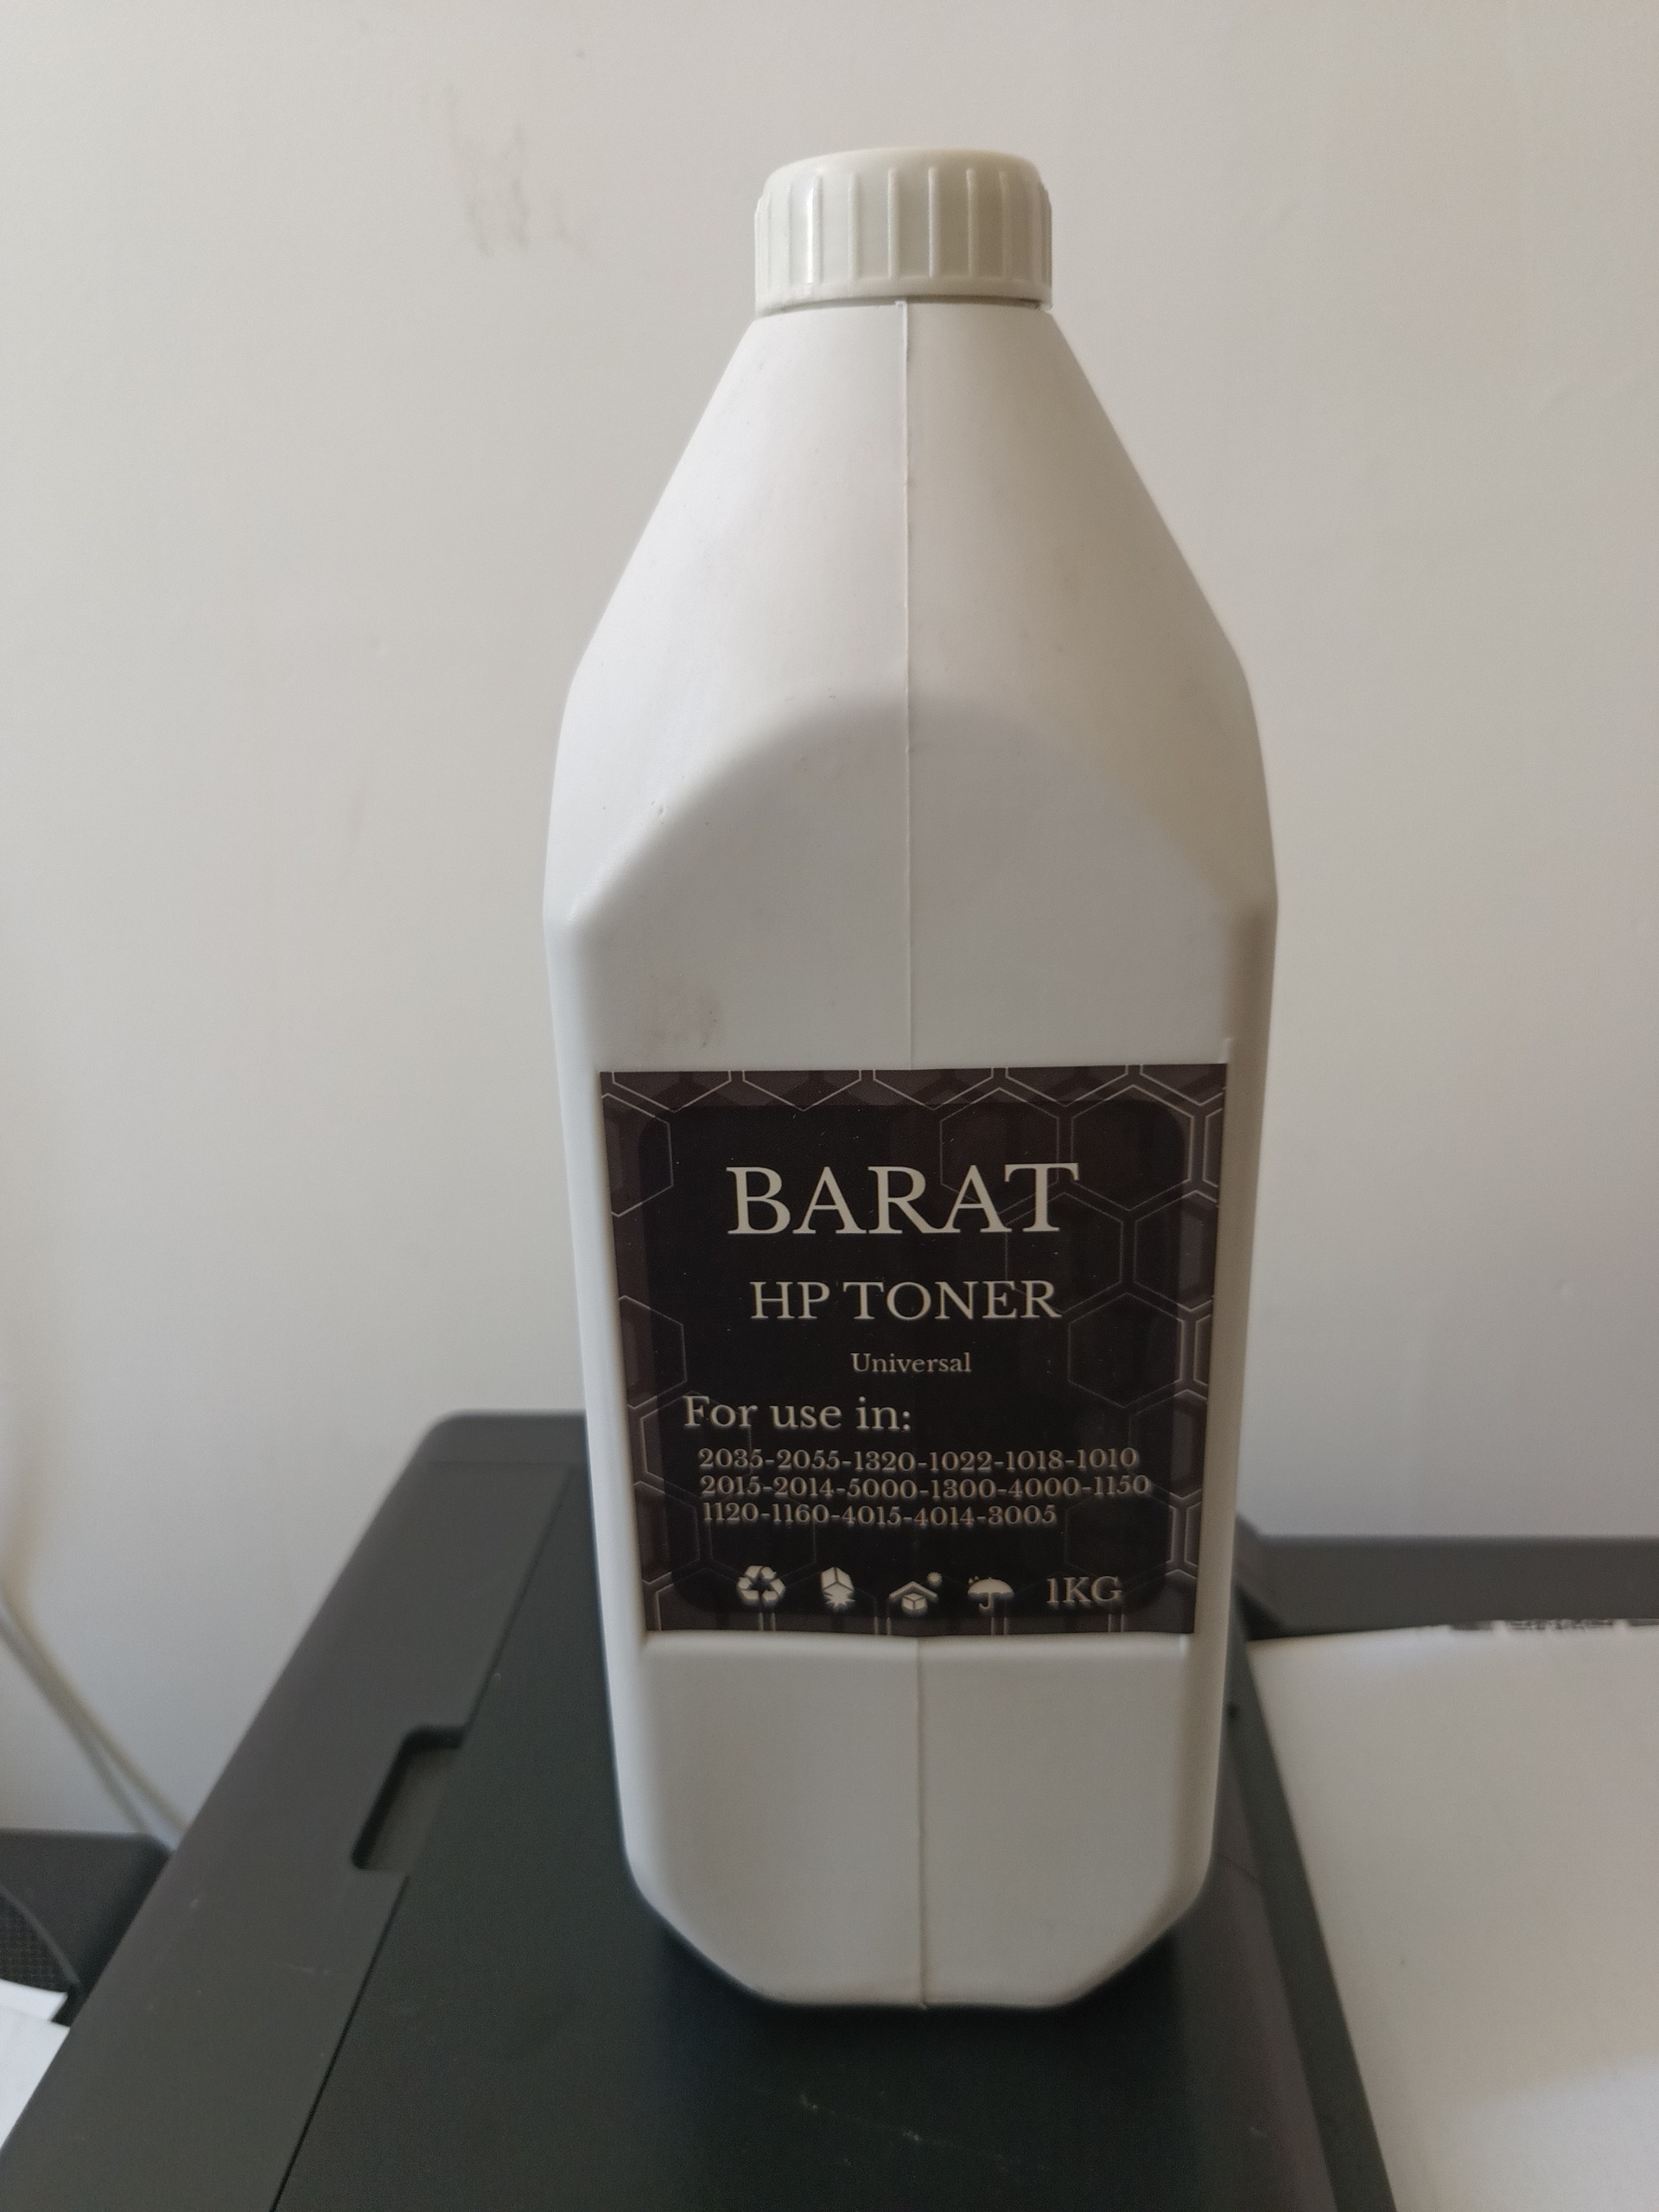 BARAT
HP TONER
Universal
For use in:
2035-2055-1320-1022-1018-1010
2015-2014-5000-1300-4000-1150
1120-1160-4015-4014-3005
1KG